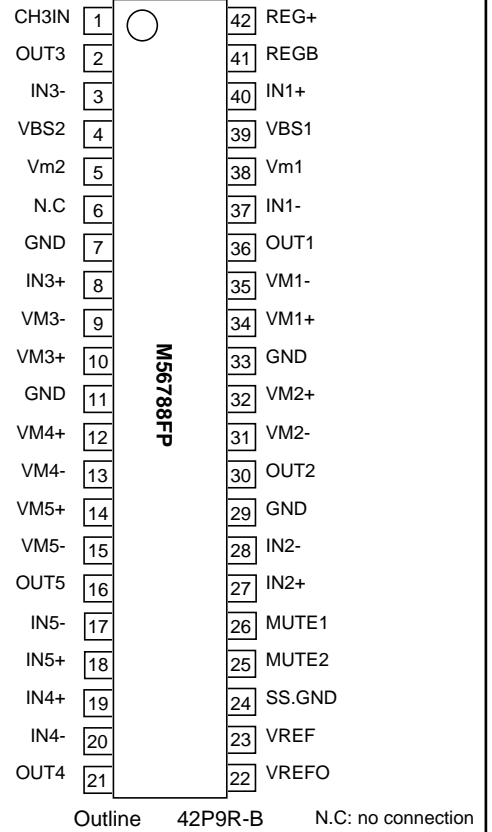 CH3IN 1 42 REG+
OUT3 2 41 REGB
IN3- 3 40 IN1+
VBS2 4 39 VBS1
Vm2 5 38 Vm1
N.C 6 37 IN1-
GND 7 36 OUT1
IN3+ 8 35 VM1-
VM3- 9 34 VM1+
VM3+ 10 33 GND
GND 11 32 VM2+
VM4+ 12 31 VM2-
VM4- 13 30 OUT2
VM5+ 14 29 GND
VM5- 15 28 IN2-
OUT5 16 27 IN2+
IN5- 17 26 MUTE1
IN5+ 18 25 MUTE2
IN4+ 19 24 SS.GND
IN4- 20 23 VREF
OUT4 21 22 VREFO
M56788FP
Outline 42P9R-B N.C: no connection